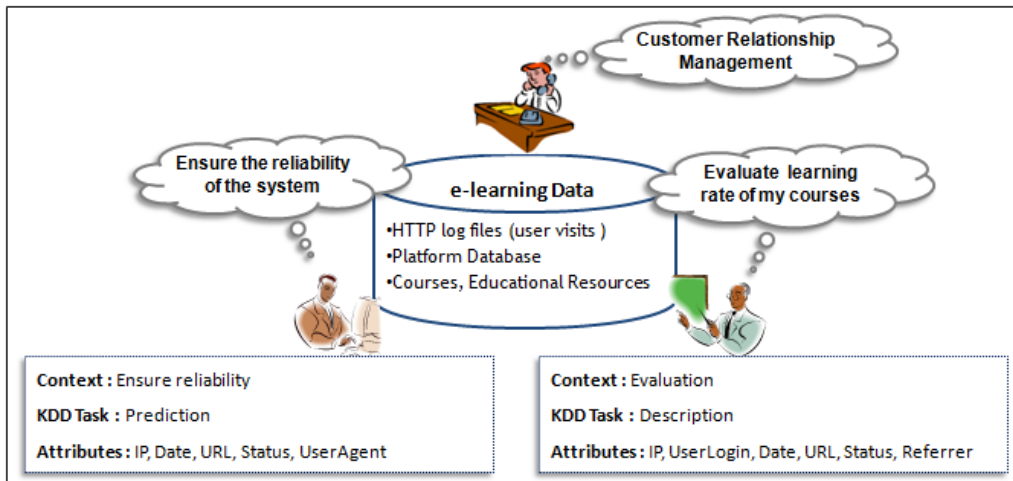 Customer Relationship
Management
Ensure the reliability
of the system
Evaluate learning
rate of my courses
e-learning Data
•HTTP log files (user visits )
•Platform Database
•Courses, Educational Resources
Context : Ensure reliability
KDD Task : Prediction
Attributes : IP, Date, URL, Status, UserAgent
Context : Evaluation
KDD Task : Description
Attributes : IP, UserLogin, Date, URL, Status, Referrer